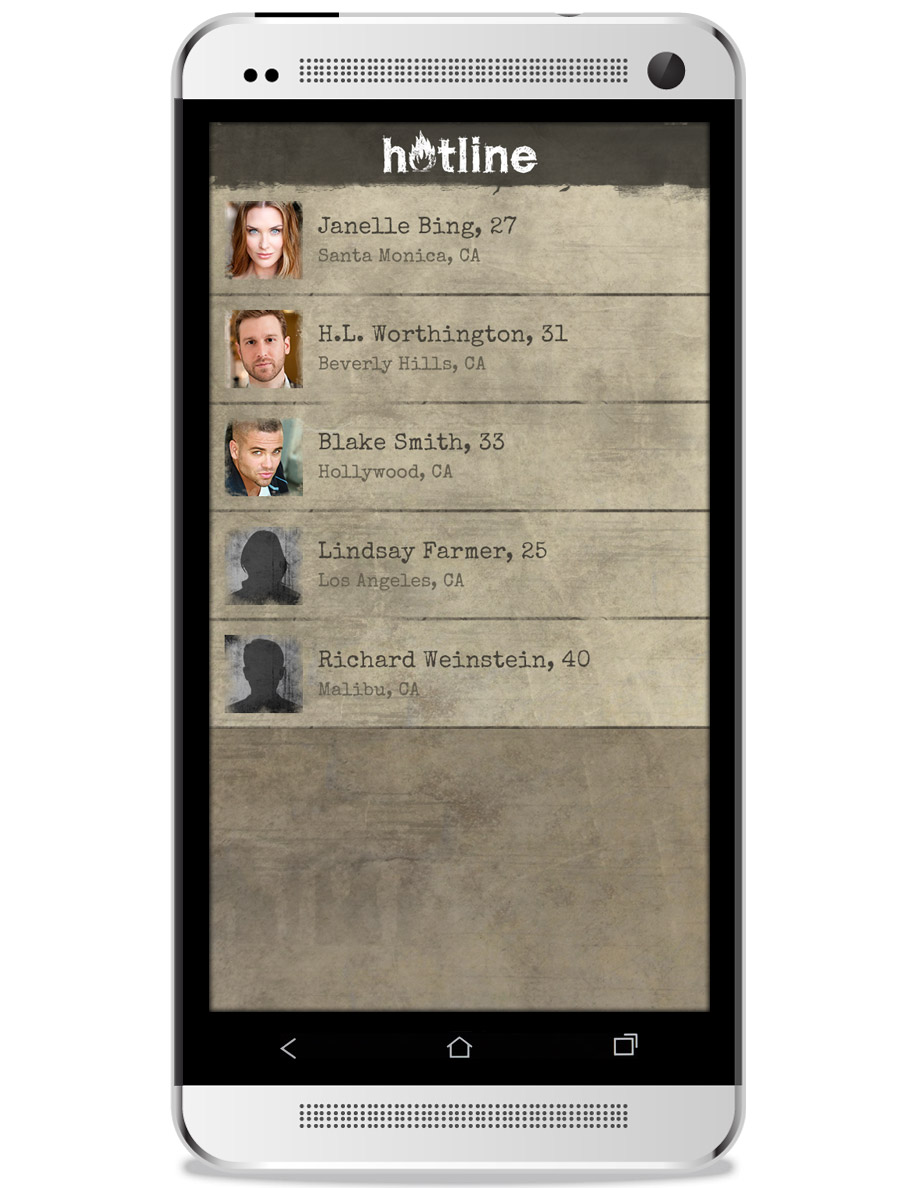 hotline
Janelle Bing, 27
Santa Monica, CA
H.L. Worthington, 31
Beverly Hills, CA
Blake Smith, 33
Hollywood, CA
Lindsay Farmer, 25
Los Angeles, CA
Richard Weinstein, 40
Malibu, CA